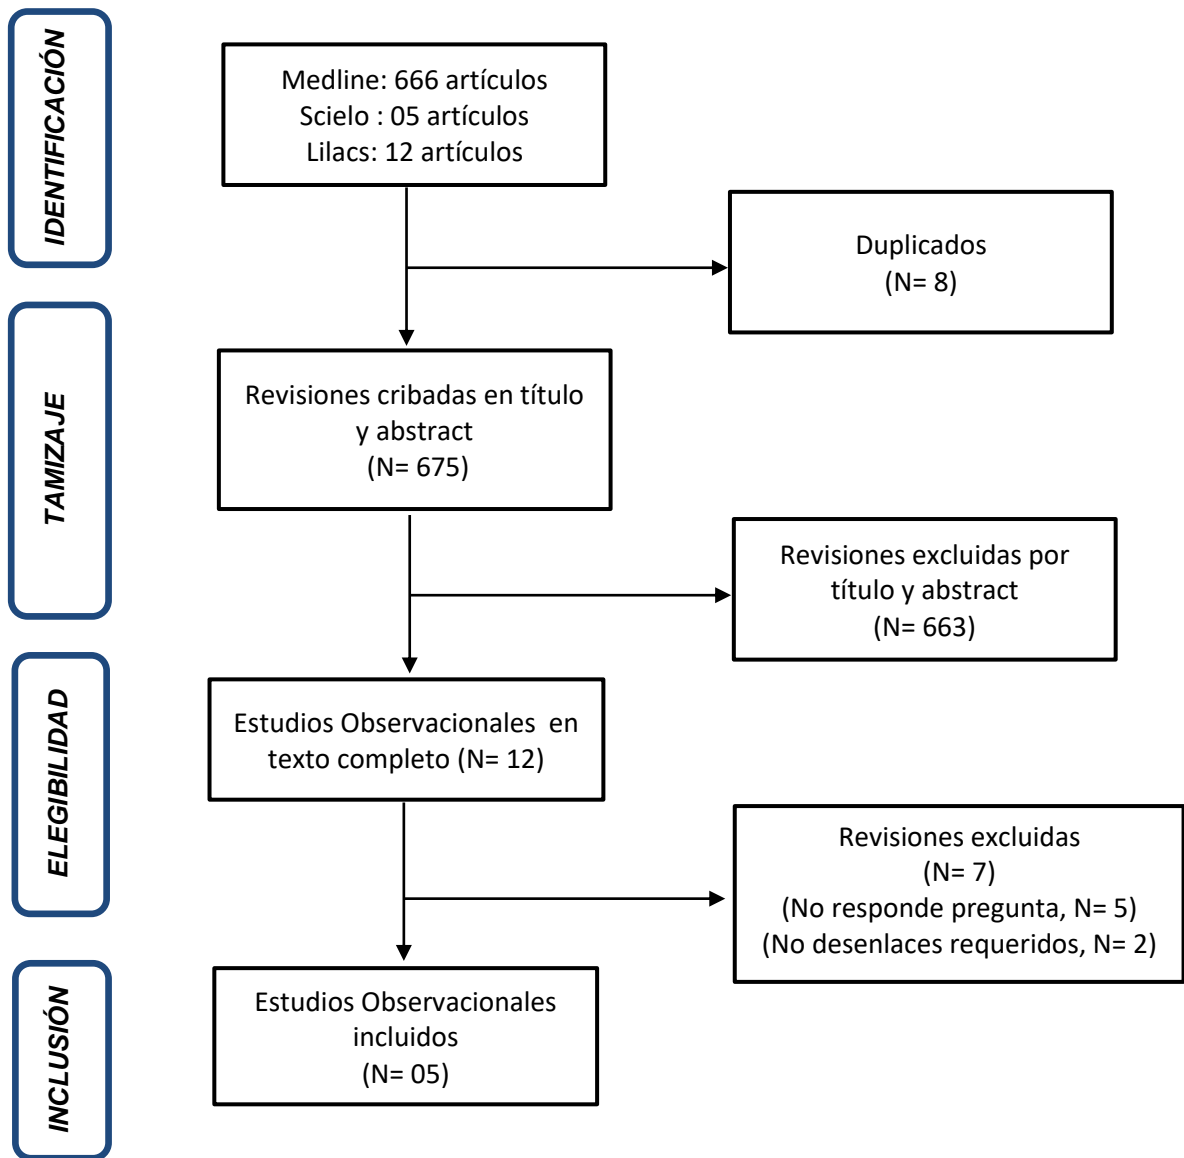 IDENTIFICACIÓN
Medline: 666 artículos
Scielo : 05 artículos
Lilacs: 12 artículos
Duplicados
(N= 8)
TAMIZAJE
Revisiones cribadas en título
y abstract
(N= 675)
Revisiones excluidas por
título y abstract
(N= 663)
ELEGIBILIDAD
Estudios Observacionales en
texto completo (N= 12)
Revisiones excluidas
(N= 7)
(No responde pregunta, N= 5)
(No desenlaces requeridos, N= 2)
INCLUSIÓN
Estudios Observacionales
incluidos
(N= 05)